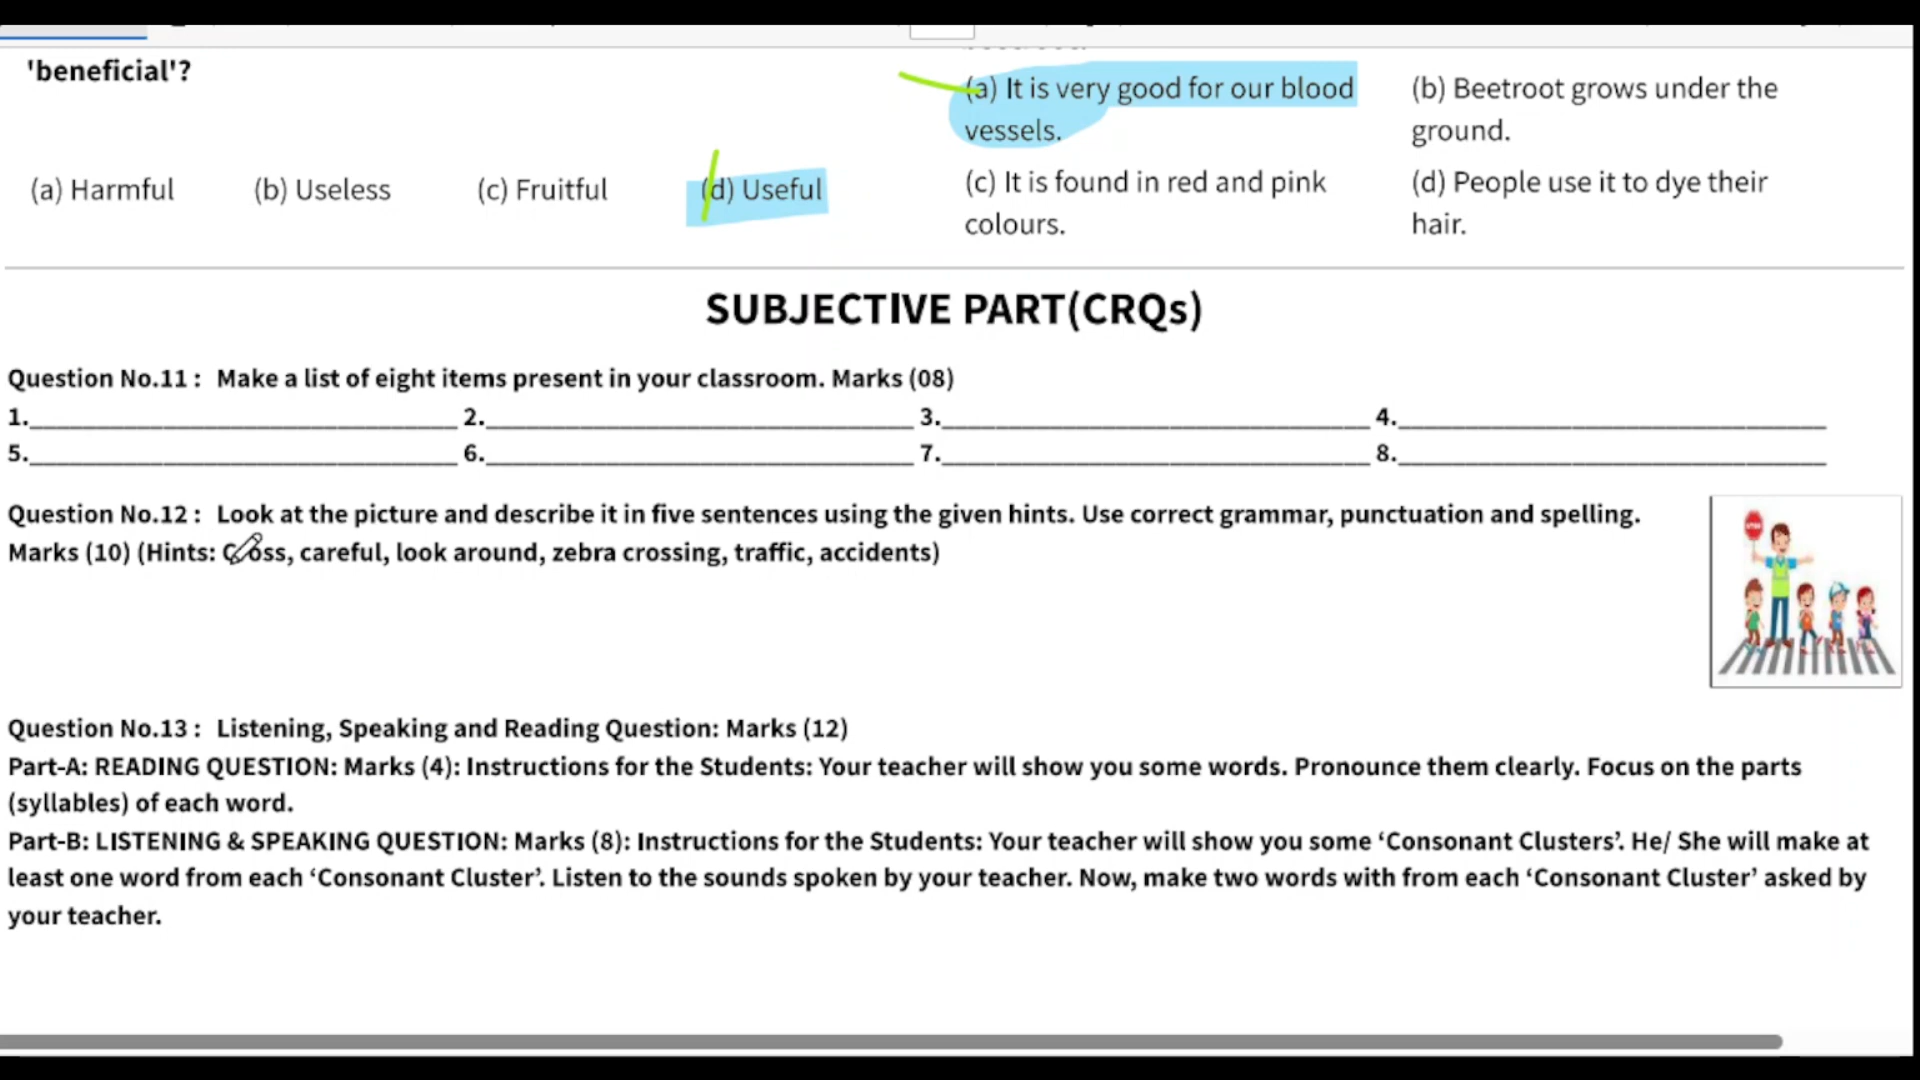 'beneficial'?
(a) Harmful (b) Useless (c) Fruitful (d) Useful
(a) It is very good for our blood vessels.
(b) Beetroot grows under the ground.
(c) It is found in red and pink colours.
(d) People use it to dye their hair.
SUBJECTIVE PART(CRQs)
Question No.11 : Make a list of eight items present in your classroom. Marks (08)
1.________ 2.________ 3.________ 4.________
5.________ 6.________ 7.________ 8.________
Question No.12 : Look at the picture and describe it in five sentences using the given hints. Use correct grammar, punctuation and spelling.
Marks (10) (Hints: Cross, careful, look around, zebra crossing, traffic, accidents)
Question No.13 : Listening, Speaking and Reading Question: Marks (12)
Part-A: READING QUESTION: Marks (4): Instructions for the Students: Your teacher will show you some words. Pronounce them clearly. Focus on the parts
(syllables) of each word.
Part-B: LISTENING & SPEAKING QUESTION: Marks (8): Instructions for the Students: Your teacher will show you some ‘Consonant Clusters’. He/ She will make at
least one word from each ‘Consonant Cluster’. Listen to the sounds spoken by your teacher. Now, make two words with from each ‘Consonant Cluster’ asked by
your teacher.